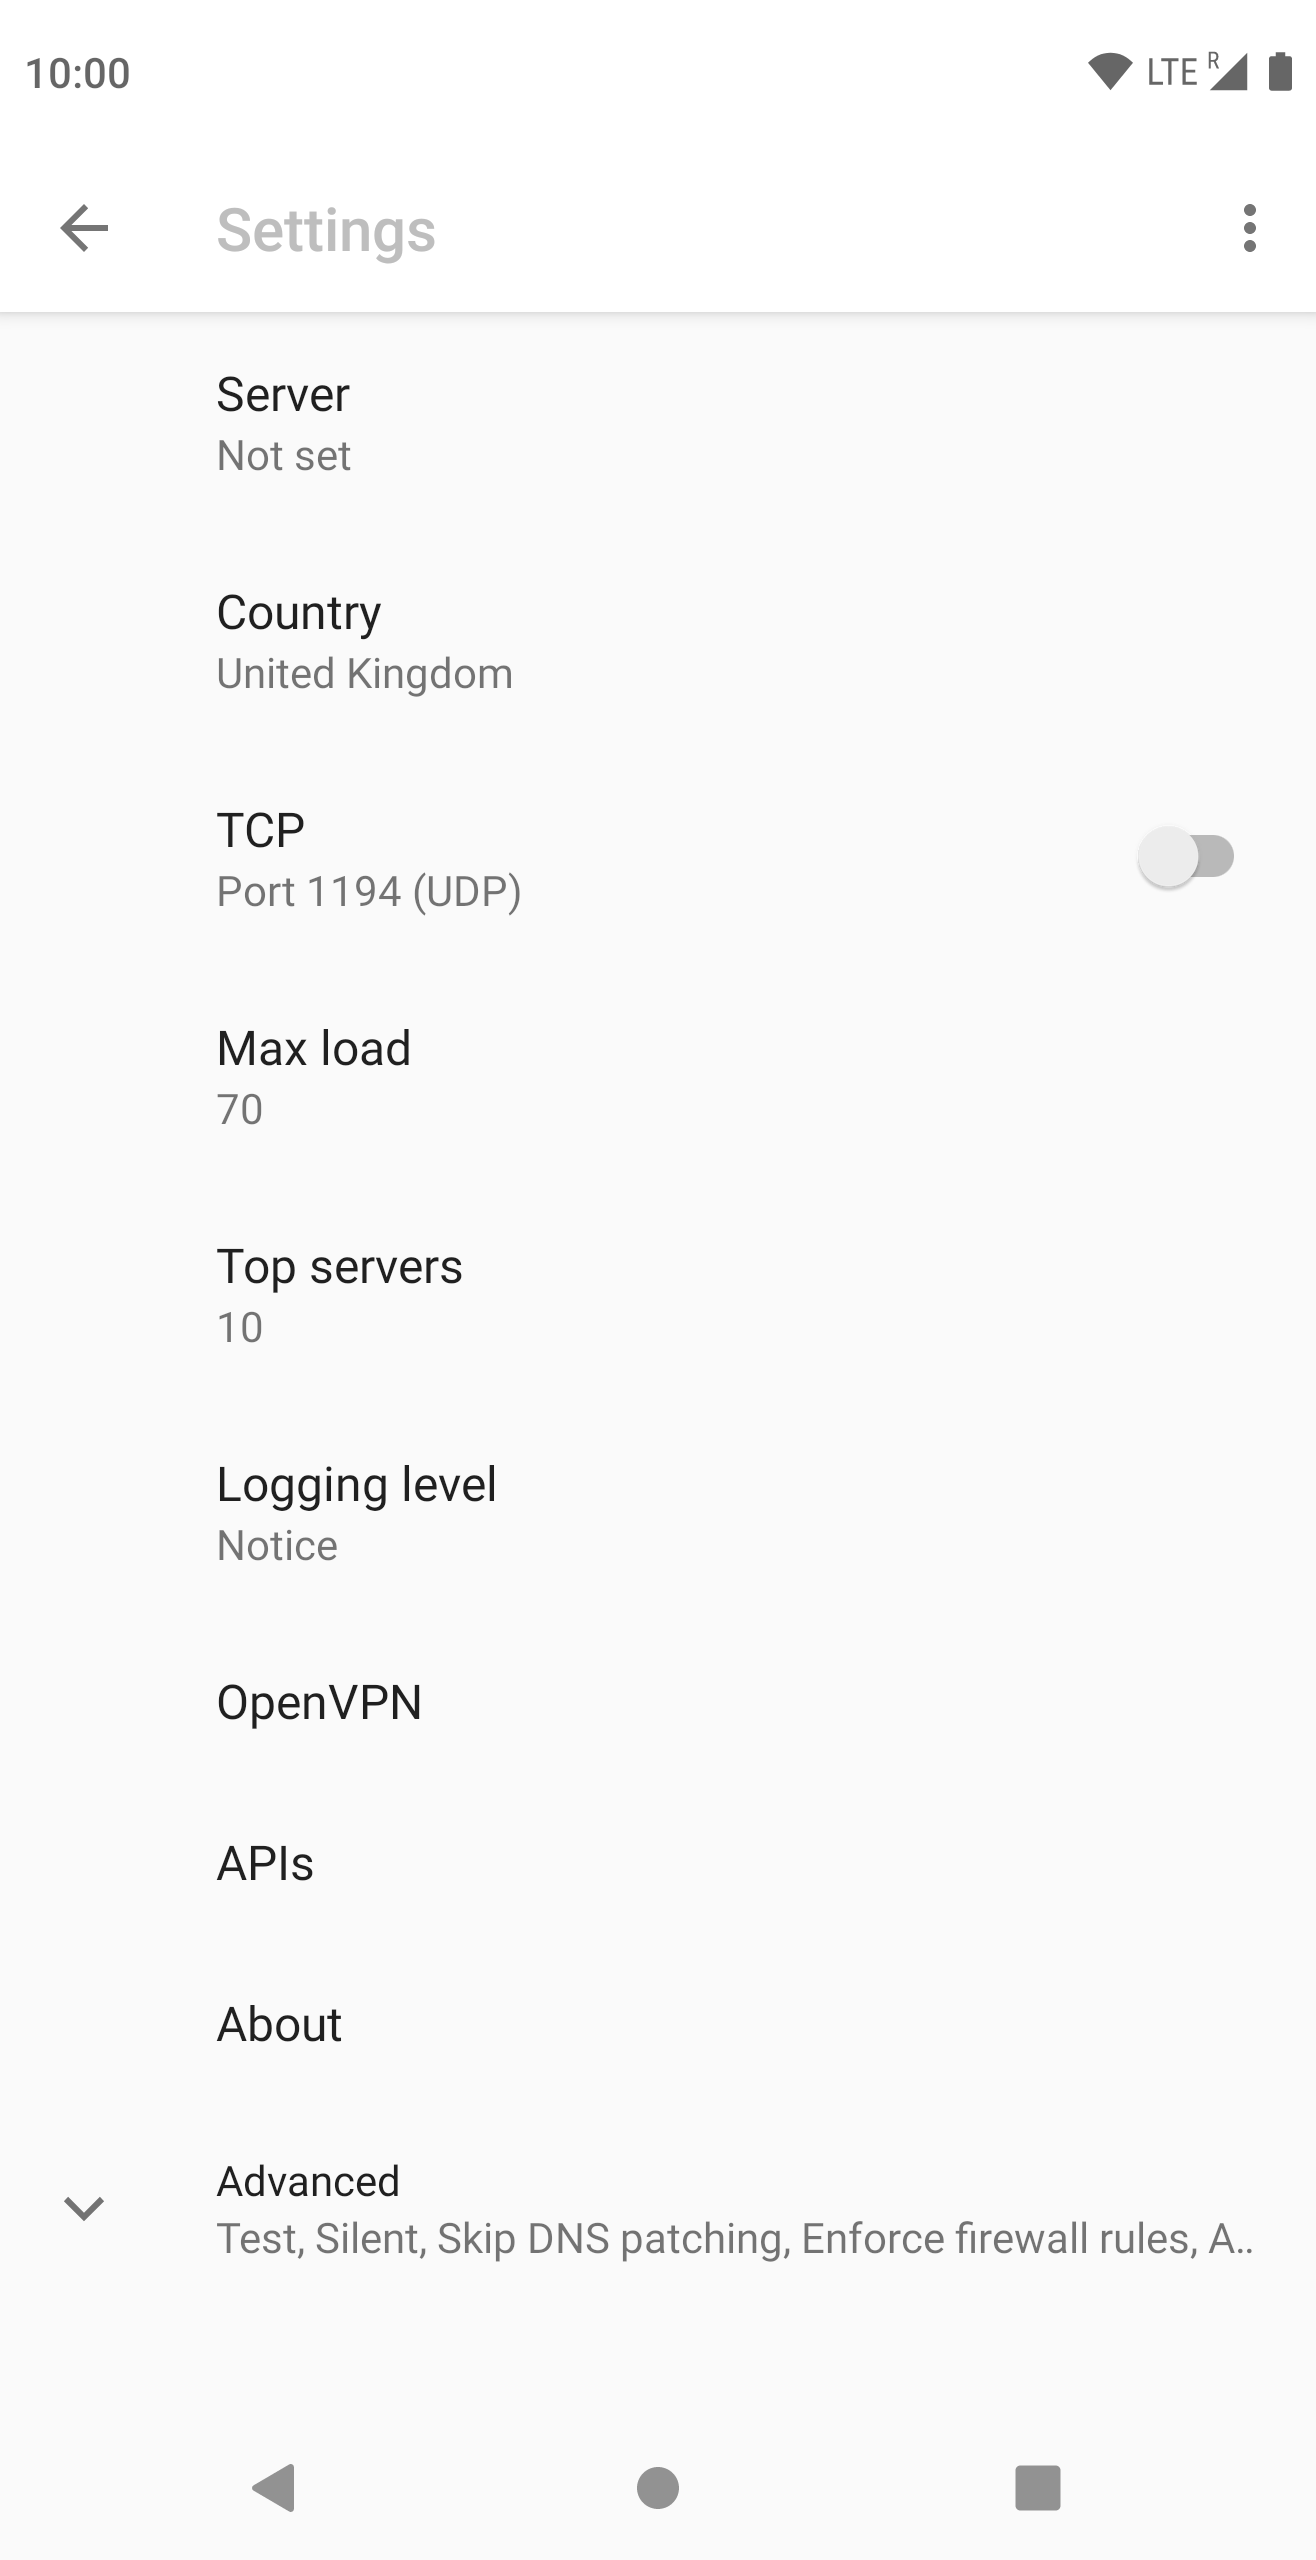 10:00
LTE R
Settings
Server
Not set
Country
United Kingdom
TCP
Port 1194 (UDP)
Max load
70
Top servers
10
Logging level
Notice
OpenVPN
APIs
About
Advanced
Test, Silent, Skip DNS patching, Enforce firewall rules, A..